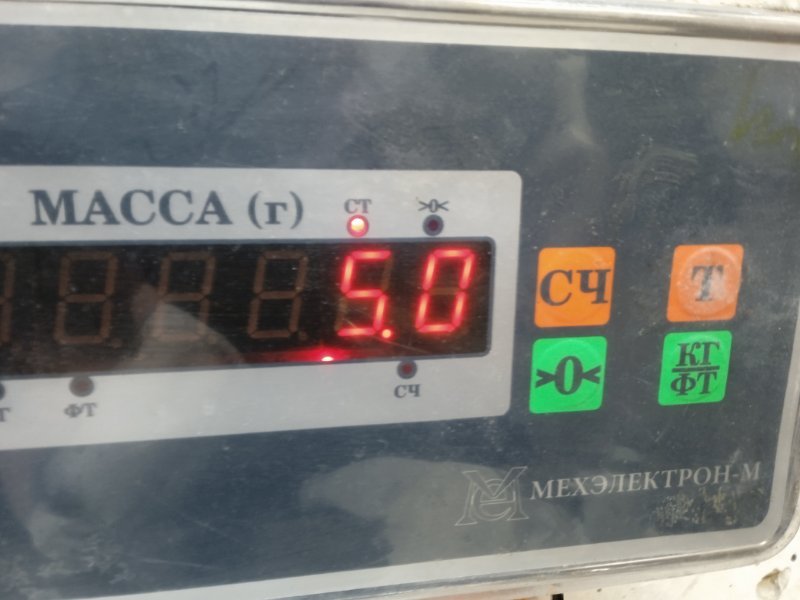 МАССА (г)
СТ >0<
5.0
СЧ Т
>0< КГ
ФТ
ФТ СЧ
МЕХЭЛЕКТРОН-М